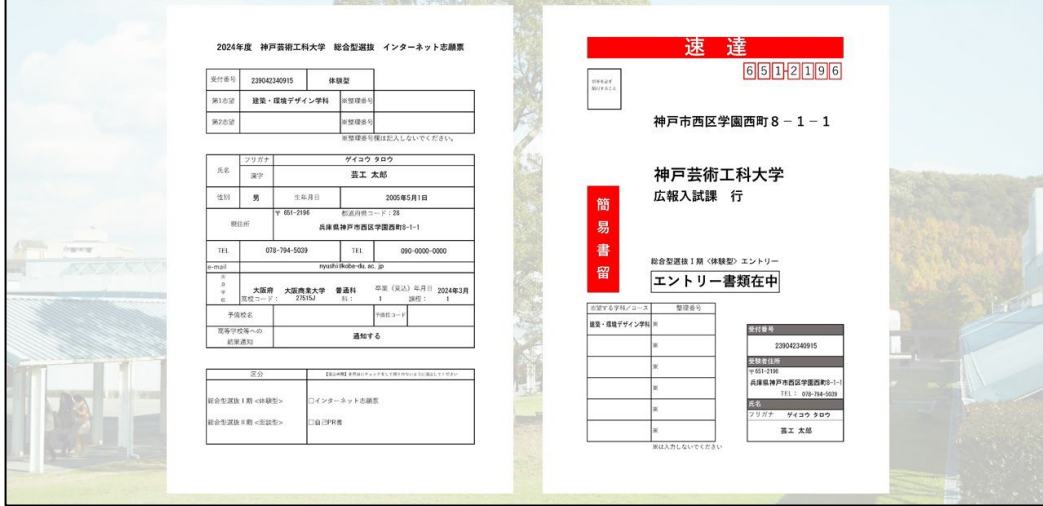 2024年度 神戸芸術工科大学 総合型選抜 インターネット志願票
受付番号 239042340915 体験型
第1志望 建築・環境デザイン学科 ※整理番号
第2志望 ※整理番号
※整理番号欄は記入しないでください。
氏名 フリガナ ゲイコウ タロウ
漢字 芸工 太郎
性別 男 生年月日 2005年5月1日
現住所 〒 651-2196 都道府県コード：28
兵庫県神戸市西区学園西町8-1-1
TEL 078-794-5039 TEL 090-0000-0000
e-mail nyushi@kobe-du.ac.jp
出身学校 大阪府 大阪商業大学 普通科 卒業（見込）年月日 2024年3月
高校コード： 27515J 科： 1 課程： 1
予備校名 予備校コード
高等学校等への結果通知 通知する
区分
総合型選抜Ⅰ期<体験型> □インターネット志願票
総合型選抜Ⅱ期<面談型> □自己PR書
速達
651-2196
神戸市西区学園西町8－1－1
神戸芸術工科大学
広報入試課 行
簡易書留
総合型選抜Ⅰ期〈体験型〉エントリー
エントリー書類在中
志望する学科／コース 整理番号
建築・環境デザイン学科 ※
※
※
※
※
※
※は入力しないでください
受付番号
239042340915
受験者住所
〒651-2196
兵庫県神戸市西区学園西町8-1-1
TEL： 078-794-5039
氏名
フリガナ ゲイコウ タロウ
芸工 太郎